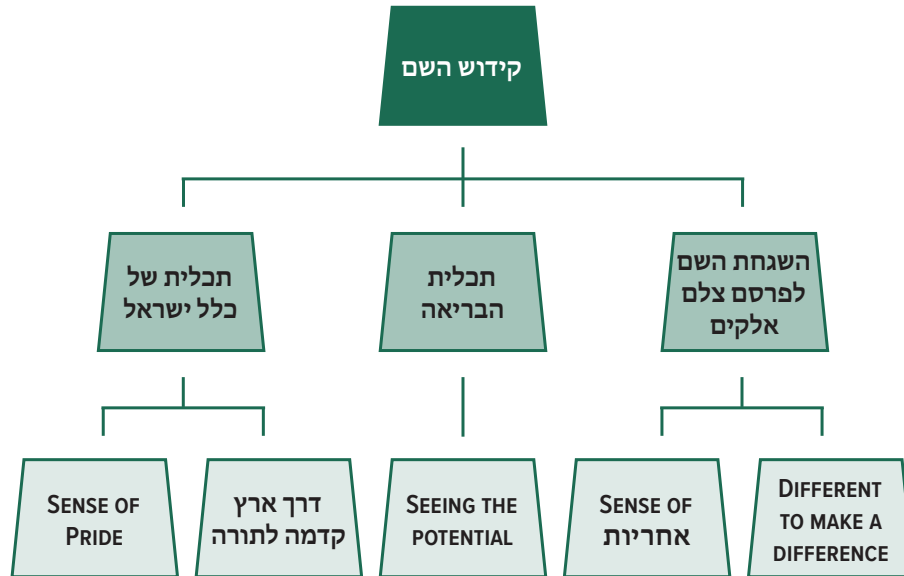 קידוש השם
השגחת השם
לפרסם צלם
אלקים
תכלית
הבריאה
תכלית של
כלל ישראל
DIFFERENT
TO MAKE A
DIFFERENCE
SENSE OF
אחריות
SEEING THE
POTENTIAL
דרך ארץ
קדמה לתורה
SENSE OF
PRIDE